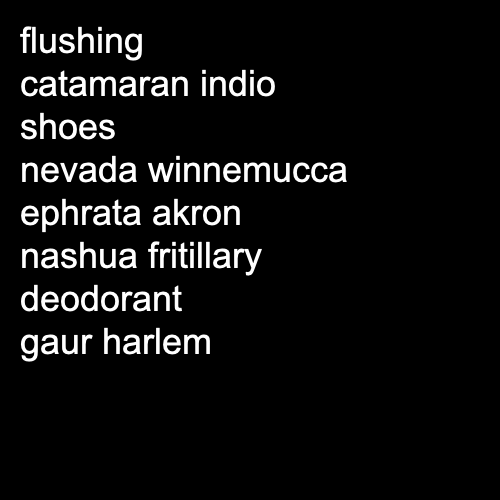 flushing
catamaran indio
shoes
nevada winnemucca
ephrata akron
nashua fritillary
deodorant
gaur harlem